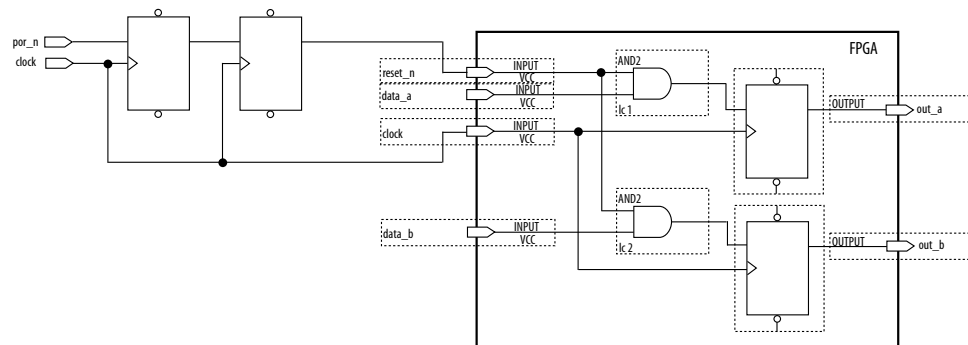 FPGA
por_n
clock
reset_n
INPUT
VCC
data_a
INPUT
VCC
clock
INPUT
VCC
data_b
INPUT
VCC
AND2
lc 1
AND2
lc 2
OUTPUT
out_a
OUTPUT
out_b